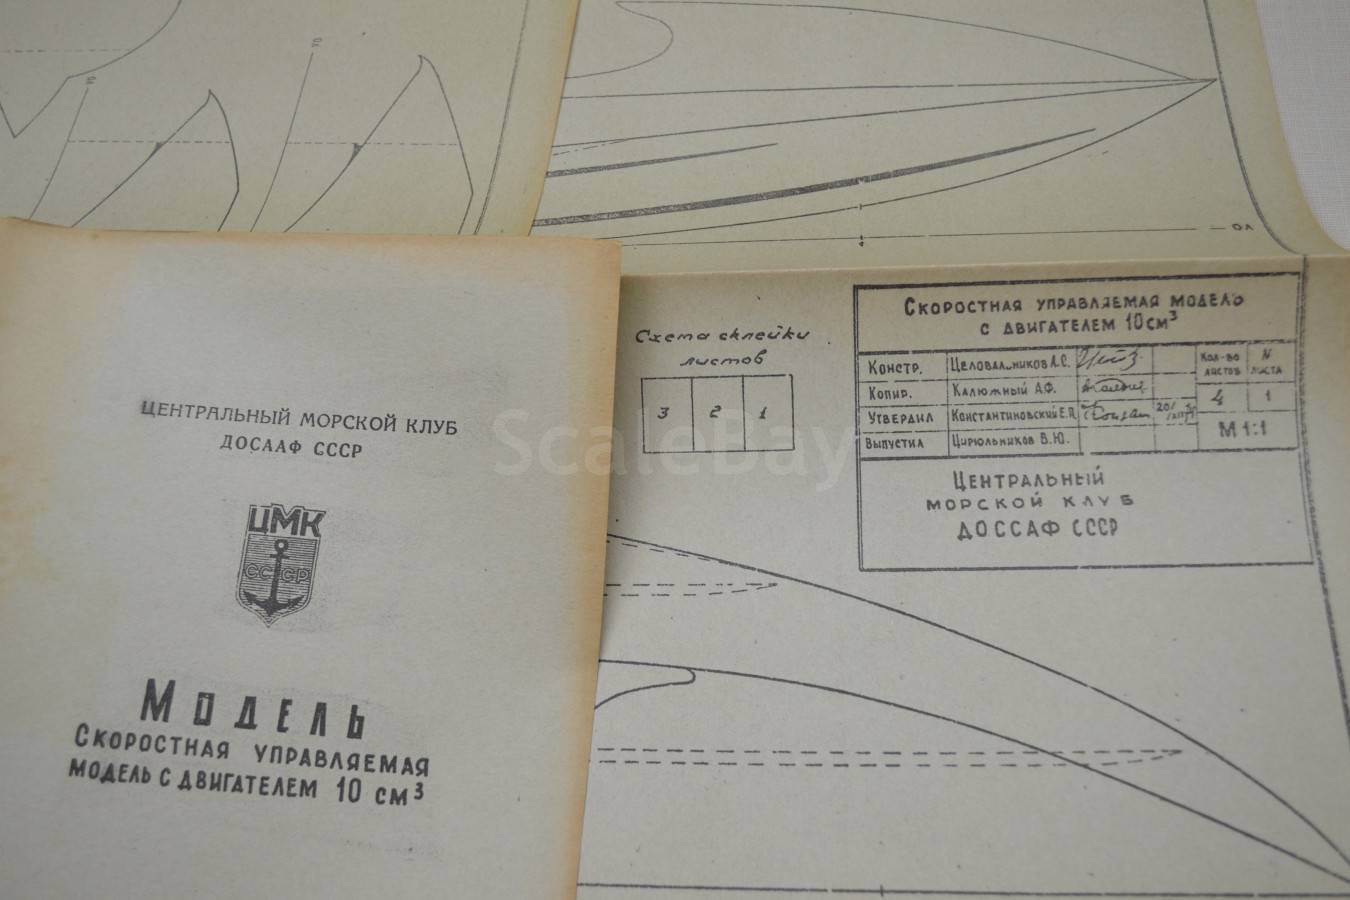 ЦЕНТРАЛЬНЫЙ МОРСКОЙ КЛУБ
ДОСААФ СССР
ЦМК
СССР
МОДЕЛЬ
СКОРОСТНАЯ УПРАВЛЯЕМАЯ
МОДЕЛЬ С ДВИГАТЕЛЕМ 10 СМ³
Схема склейки
листов
3 2 1
СКОРОСТНАЯ УПРАВЛЯЕМАЯ МОДЕЛЬ
С ДВИГАТЕЛЕМ 10СМ³
КОНСТР. ЦЕЛОВАЛЬНИКОВ А.С.
КОПИР. КАЛЮЖНЫЙ А.Ф.
УТВЕРДИЛ КОНСТАНТИНОВСКИЙ Е.П.
ВЫПУСТИЛ ЦИРЮЛЬНИКОВ В.Ю.
КОЛ-ВО ЛИСТОВ N ЛИСТА
4 1
М 1:1
ЦЕНТРАЛЬНЫЙ
МОРСКОЙ КЛУБ
ДОССАФ СССР
ScaleBay